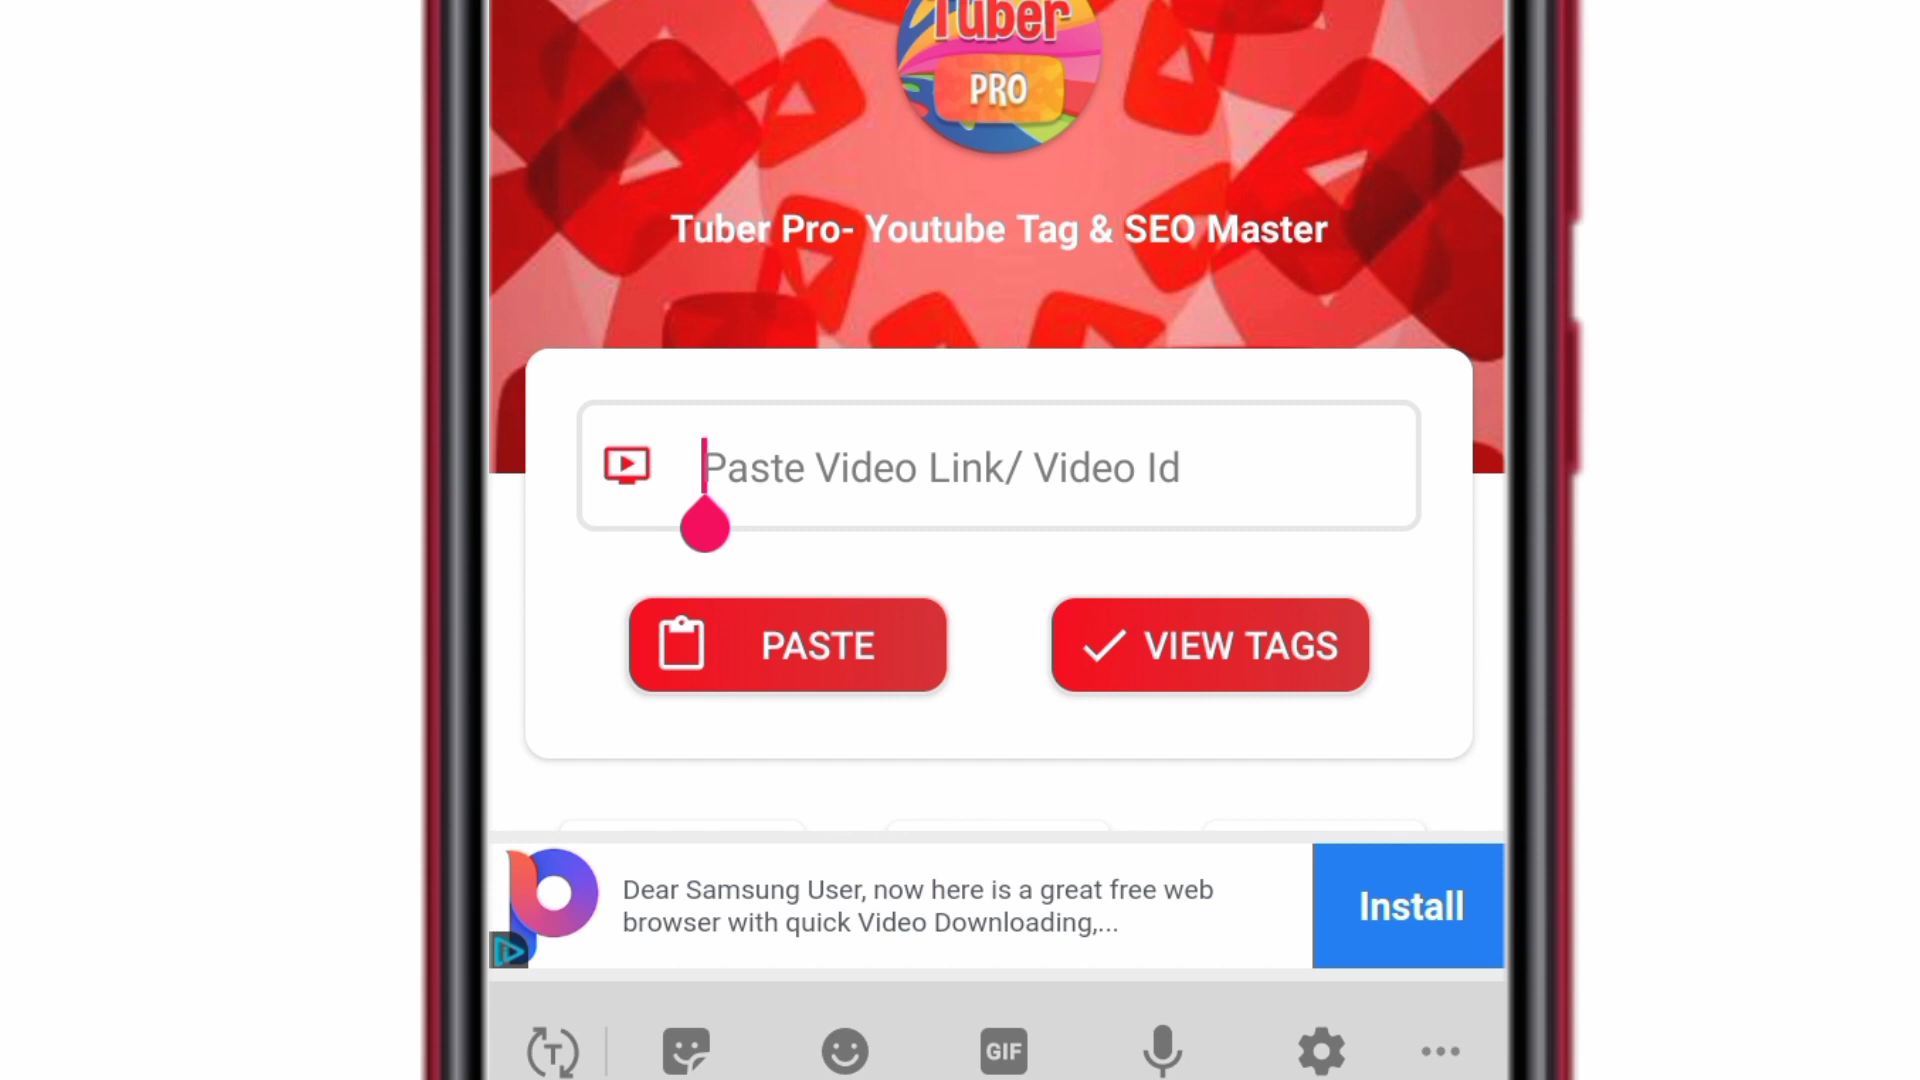 Tuber
PRO
Tuber Pro- Youtube Tag & SEO Master
Paste Video Link/ Video Id
PASTE
VIEW TAGS
Dear Samsung User, now here is a great free web
browser with quick Video Downloading,...
Install
T
GIF